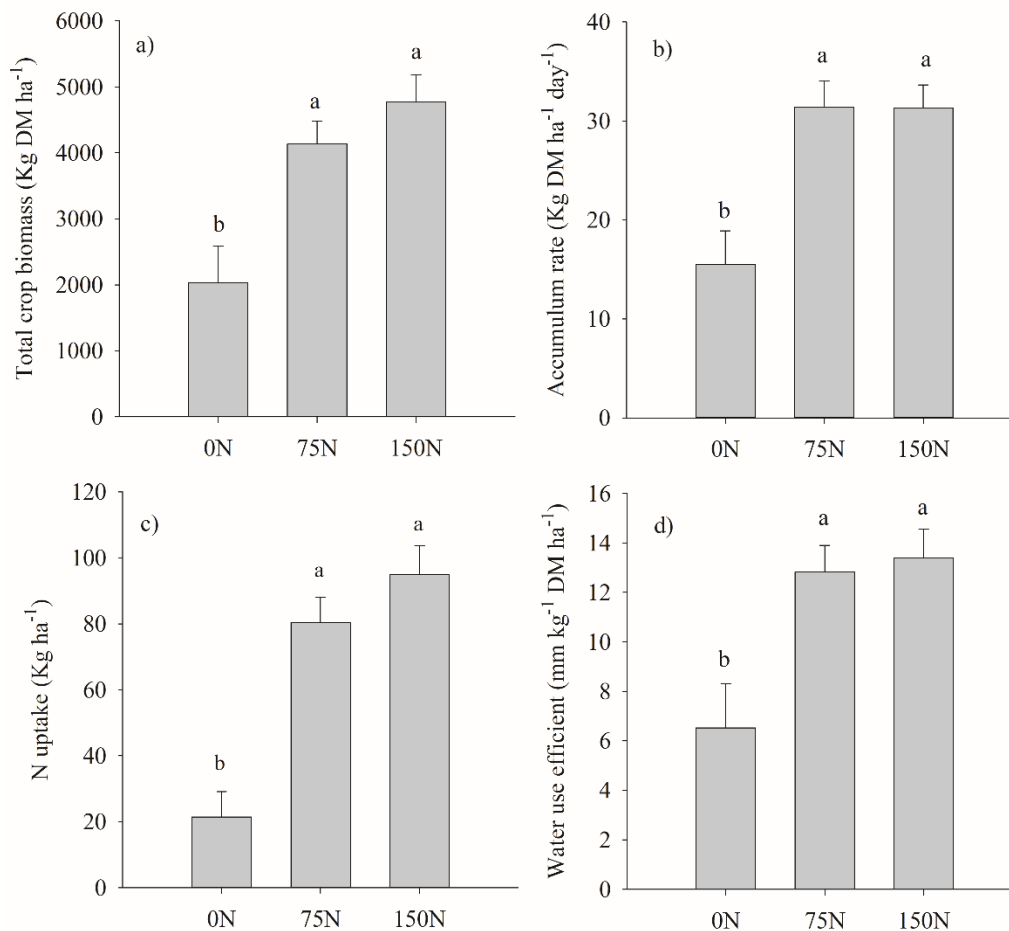 a)
Total crop biomass (Kg DM ha⁻¹)
6000
5000
4000
3000
2000
1000
0
b
a
a
0N
75N
150N
b)
Accumulum rate (Kg DM ha⁻¹ day⁻¹)
40
30
20
10
0
b
a
a
0N
75N
150N
c)
N uptake (Kg ha⁻¹)
120
100
80
60
40
20
0
b
a
a
0N
75N
150N
d)
Water use efficient (mm kg⁻¹ DM ha⁻¹)
16
14
12
10
8
6
4
2
0
b
a
a
0N
75N
150N